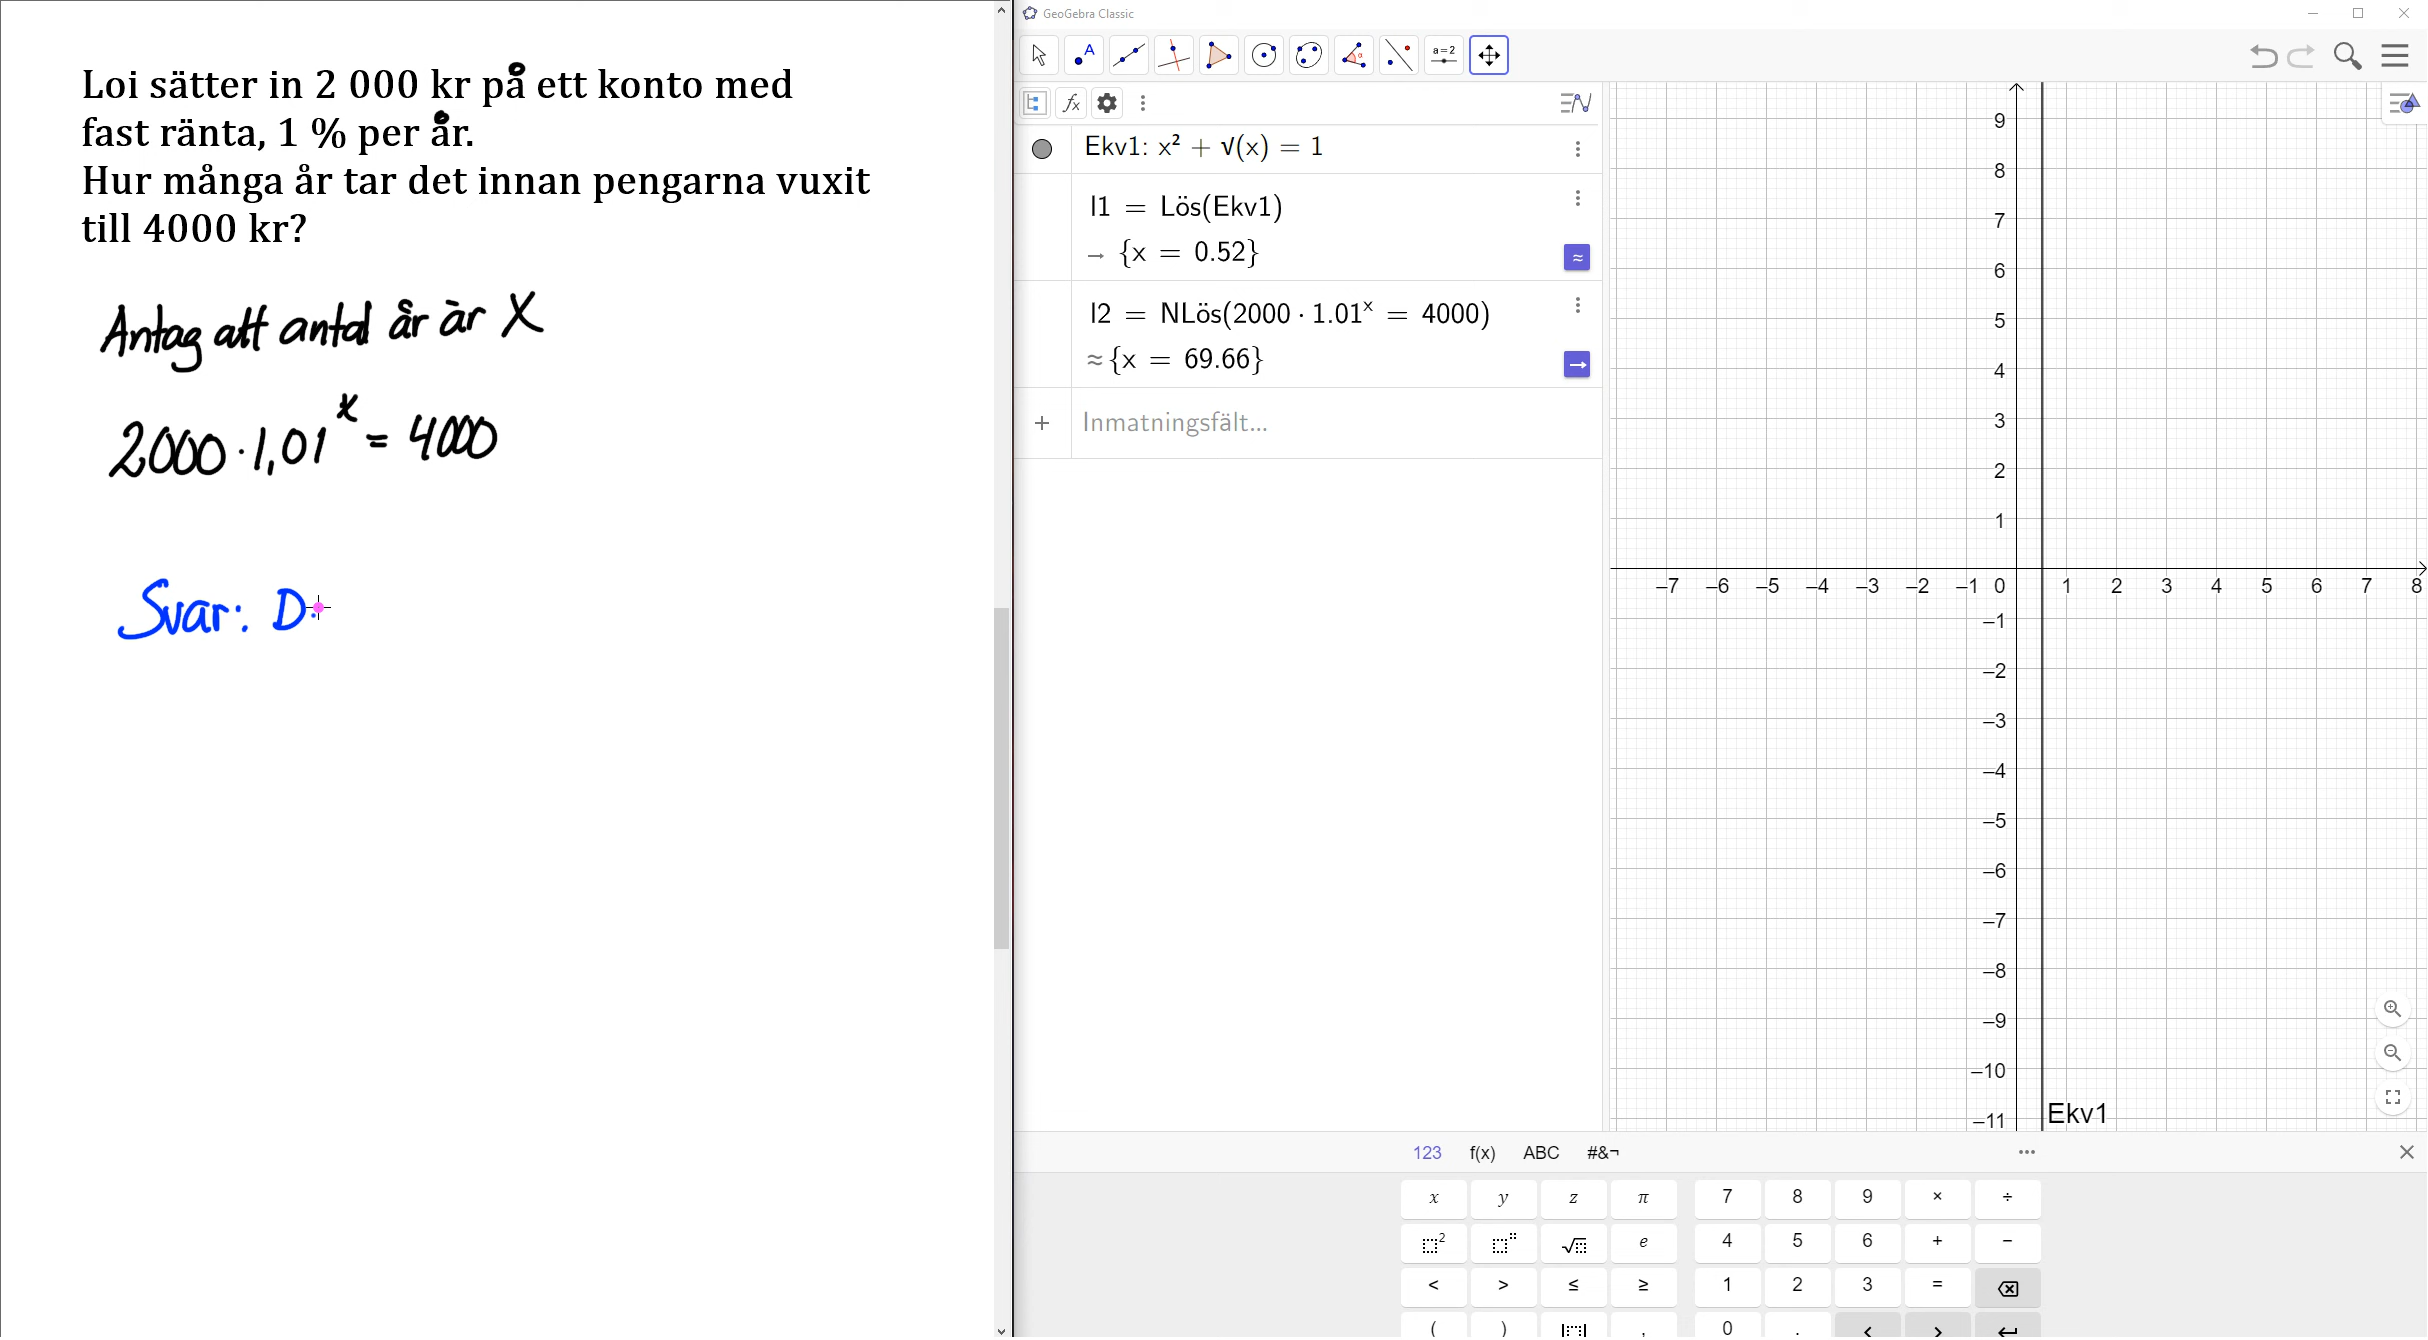 Loi sätter in 2 000 kr på ett konto med
fast ränta, 1 % per år.
Hur många år tar det innan pengarna vuxit
till 4000 kr?
Antag att antal år är X
2000 · 1,01^x = 4000
Svar: D
GeoGebra Classic
A
a=2
fx
Ekv1: x² + √(x) = 1
l1 = Lös(Ekv1)
→ {x = 0.52}
≈
l2 = NLös(2000 · 1.01^x = 4000)
≈ {x = 69.66}
→
+ Inmatningsfält...
9
8
7
6
5
4
3
2
1
–7 –6 –5 –4 –3 –2 –1 0 1 2 3 4 5 6 7 8
–1
–2
–3
–4
–5
–6
–7
–8
–9
–10
–11
Ekv1
123 f(x) ABC #&¬
x y z π 7 8 9 × ÷
2 √ e 4 5 6 + −
< > ≤ ≥ 1 2 3 =
( ) , 0 . < >